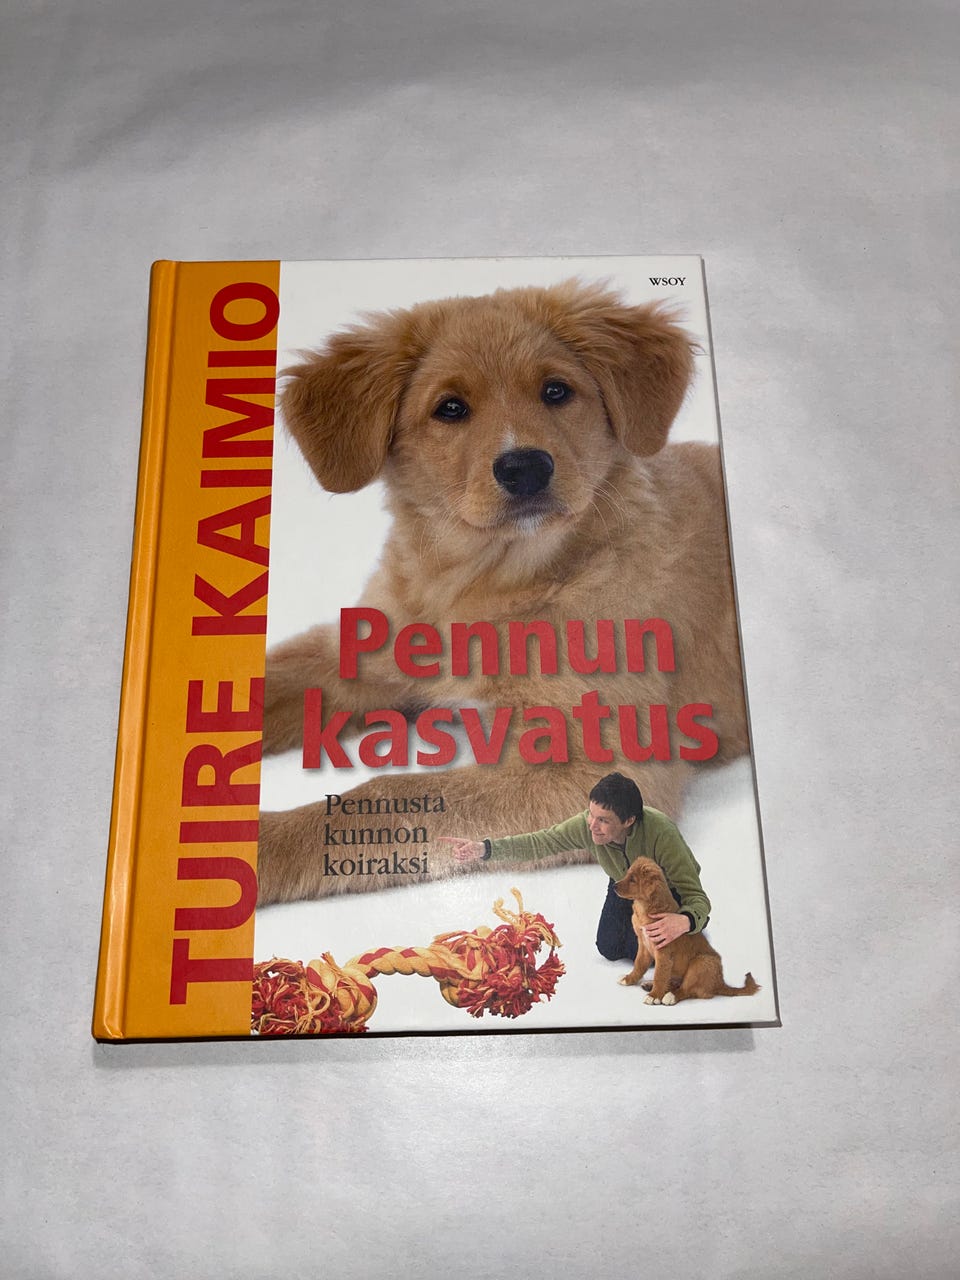 WSOY
TUIRE KAIMIO
Pennun
kasvatus
Pennusta
kunnon
koiraksi